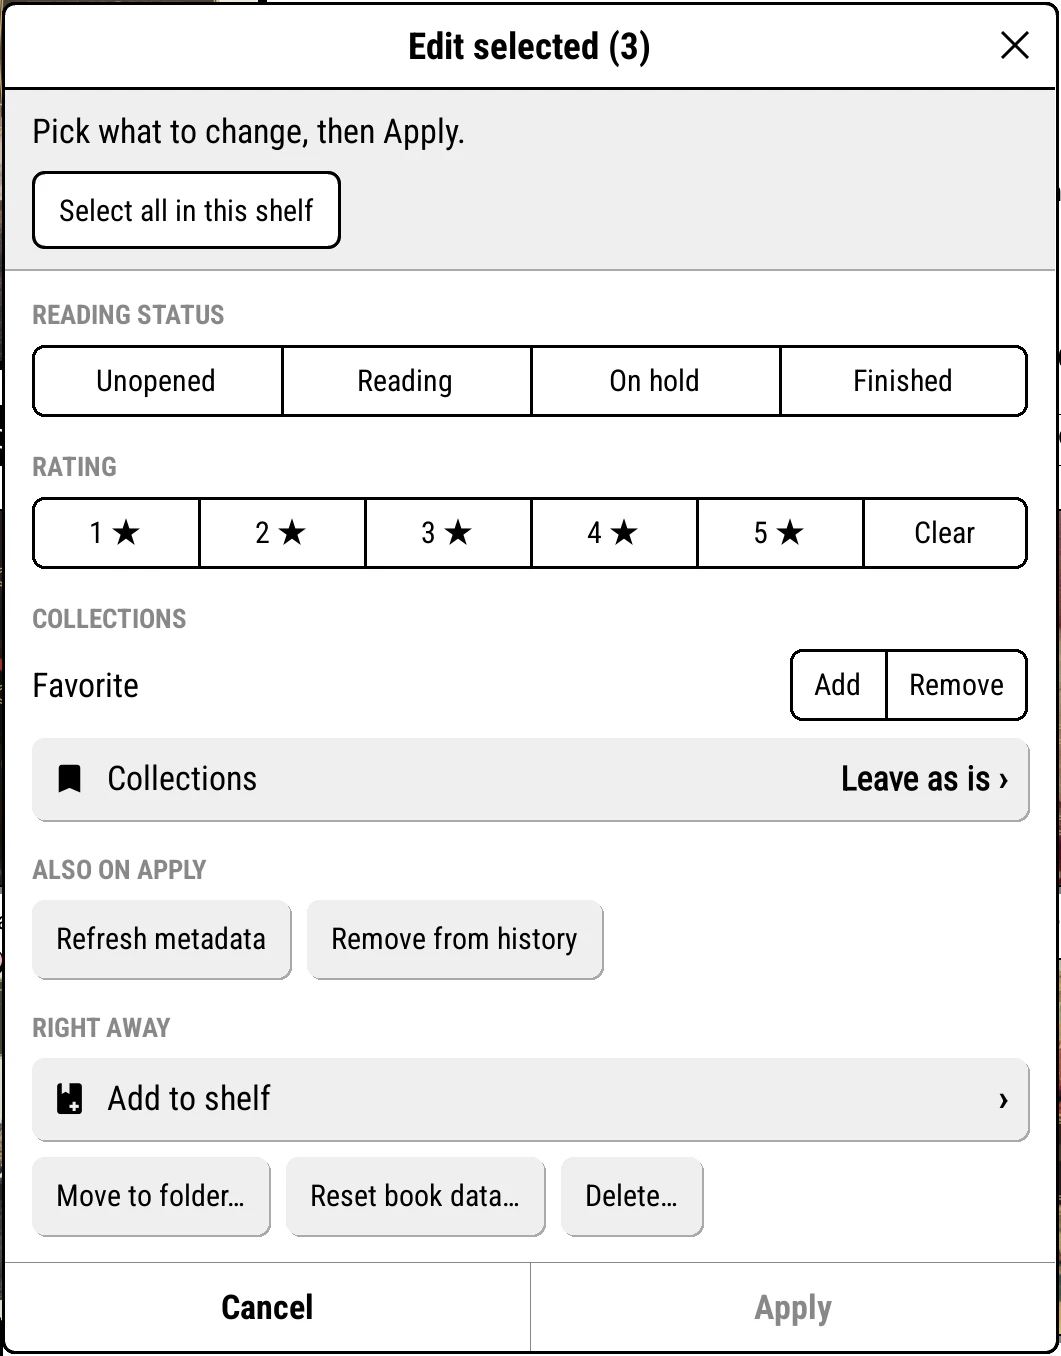 Edit selected (3)
Pick what to change, then Apply.
Select all in this shelf
READING STATUS
Unopened Reading On hold Finished
RATING
1 ★ 2 ★ 3 ★ 4 ★ 5 ★ Clear
COLLECTIONS
Favorite Add Remove
Collections Leave as is ›
ALSO ON APPLY
Refresh metadata Remove from history
RIGHT AWAY
Add to shelf ›
Move to folder… Reset book data… Delete…
Cancel Apply